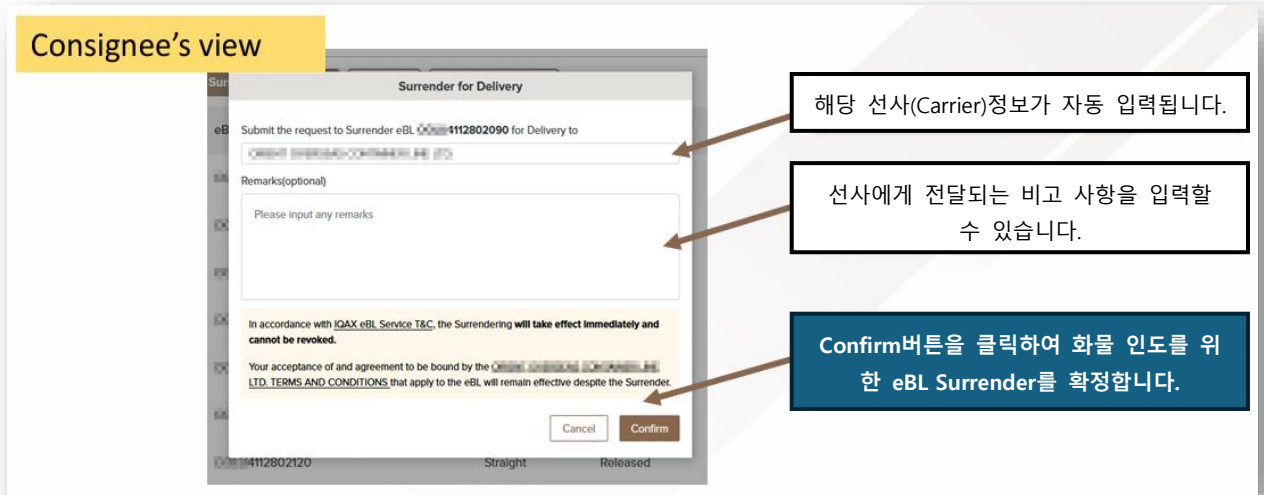 Consignee's view
Sur
Surrender for Delivery
해당 선사(Carrier)정보가 자동 입력됩니다.
eB
Submit the request to Surrender eBL 4112802090 for Delivery to
Remarks(optional)
Please input any remarks
선사에게 전달되는 비고 사항을 입력할
수 있습니다.
In accordance with IQAX eBL Service T&C, the Surrendering will take effect Immediately and
cannot be revoked.
Your acceptance of and agreement to be bound by the
LTD. TERMS AND CONDITIONS that apply to the eBL will remain effective despite the Surrender.
Confirm버튼을 클릭하여 화물 인도를 위
한 eBL Surrender를 확정합니다.
Cancel
Confirm
4112802120 Straight Released